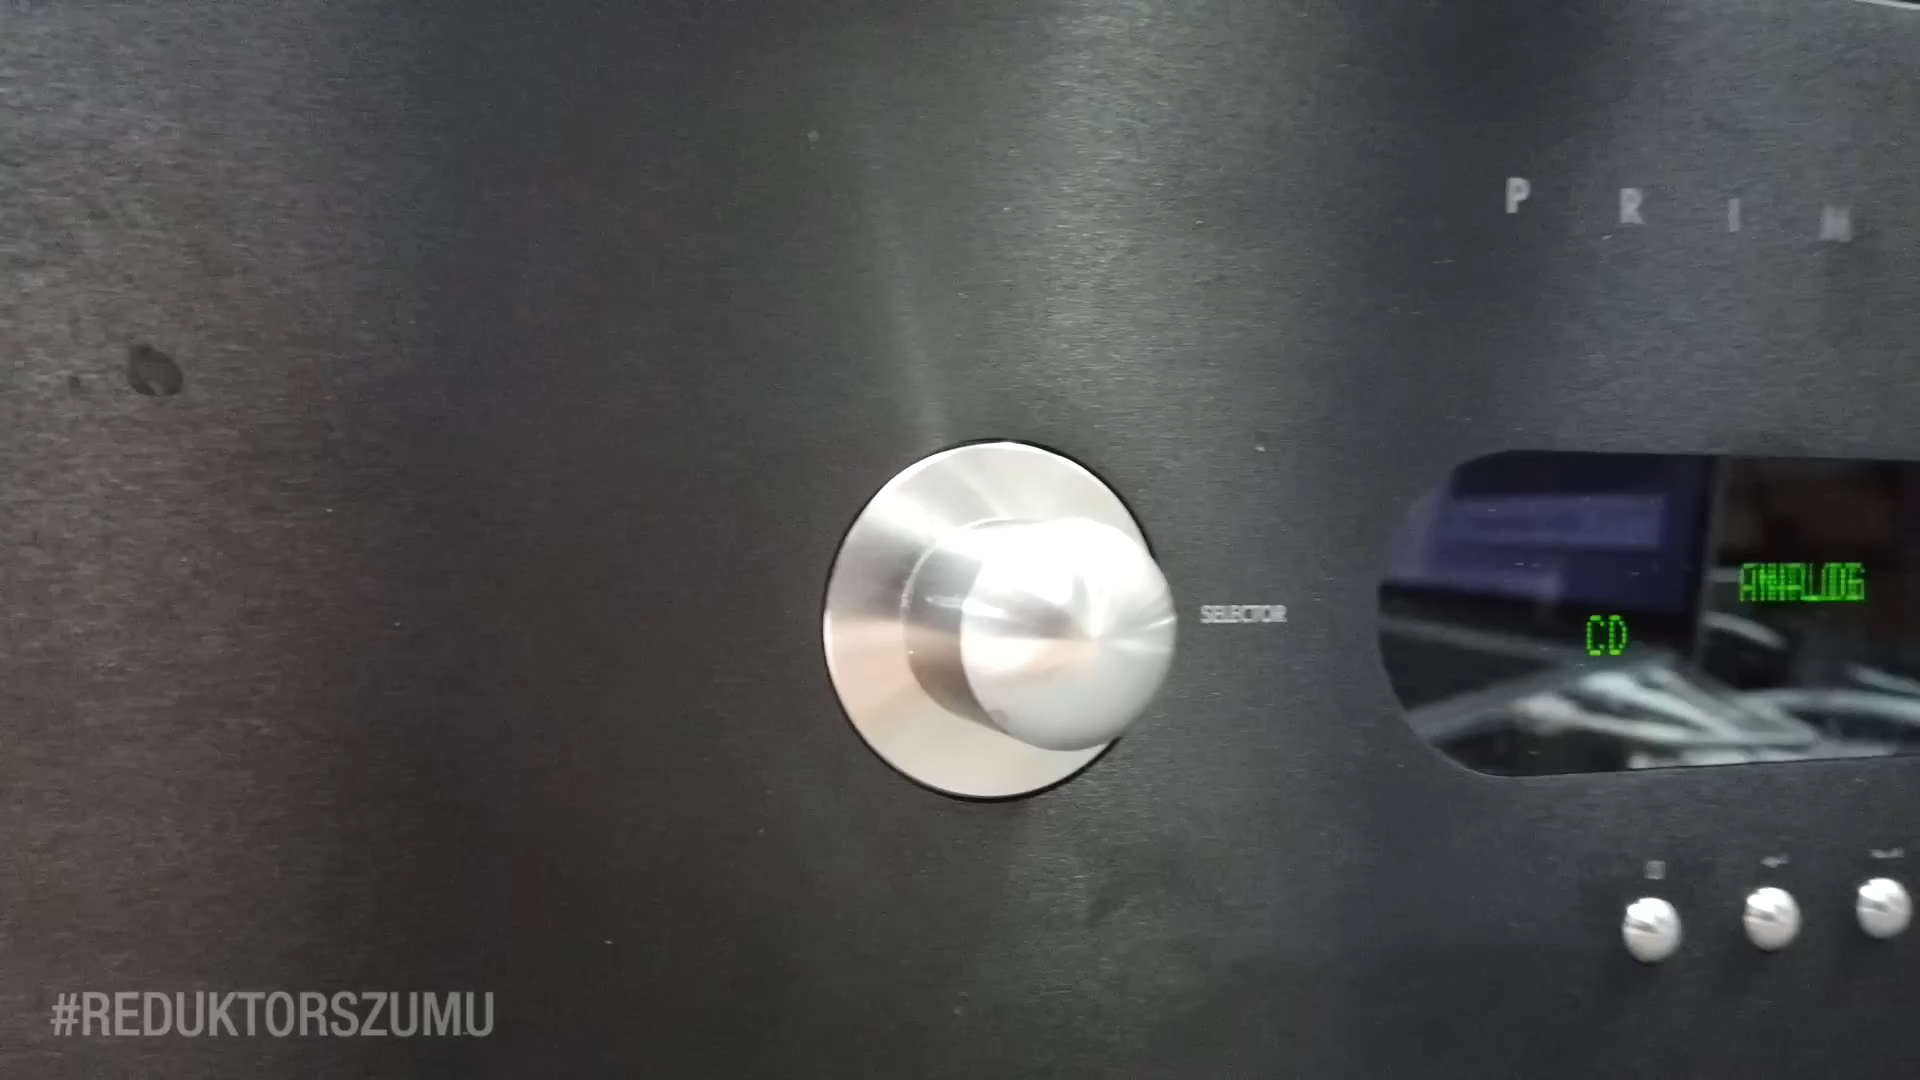 P R I M
SELECTOR
ANALOG
CD
#REDUKTORSZUMU